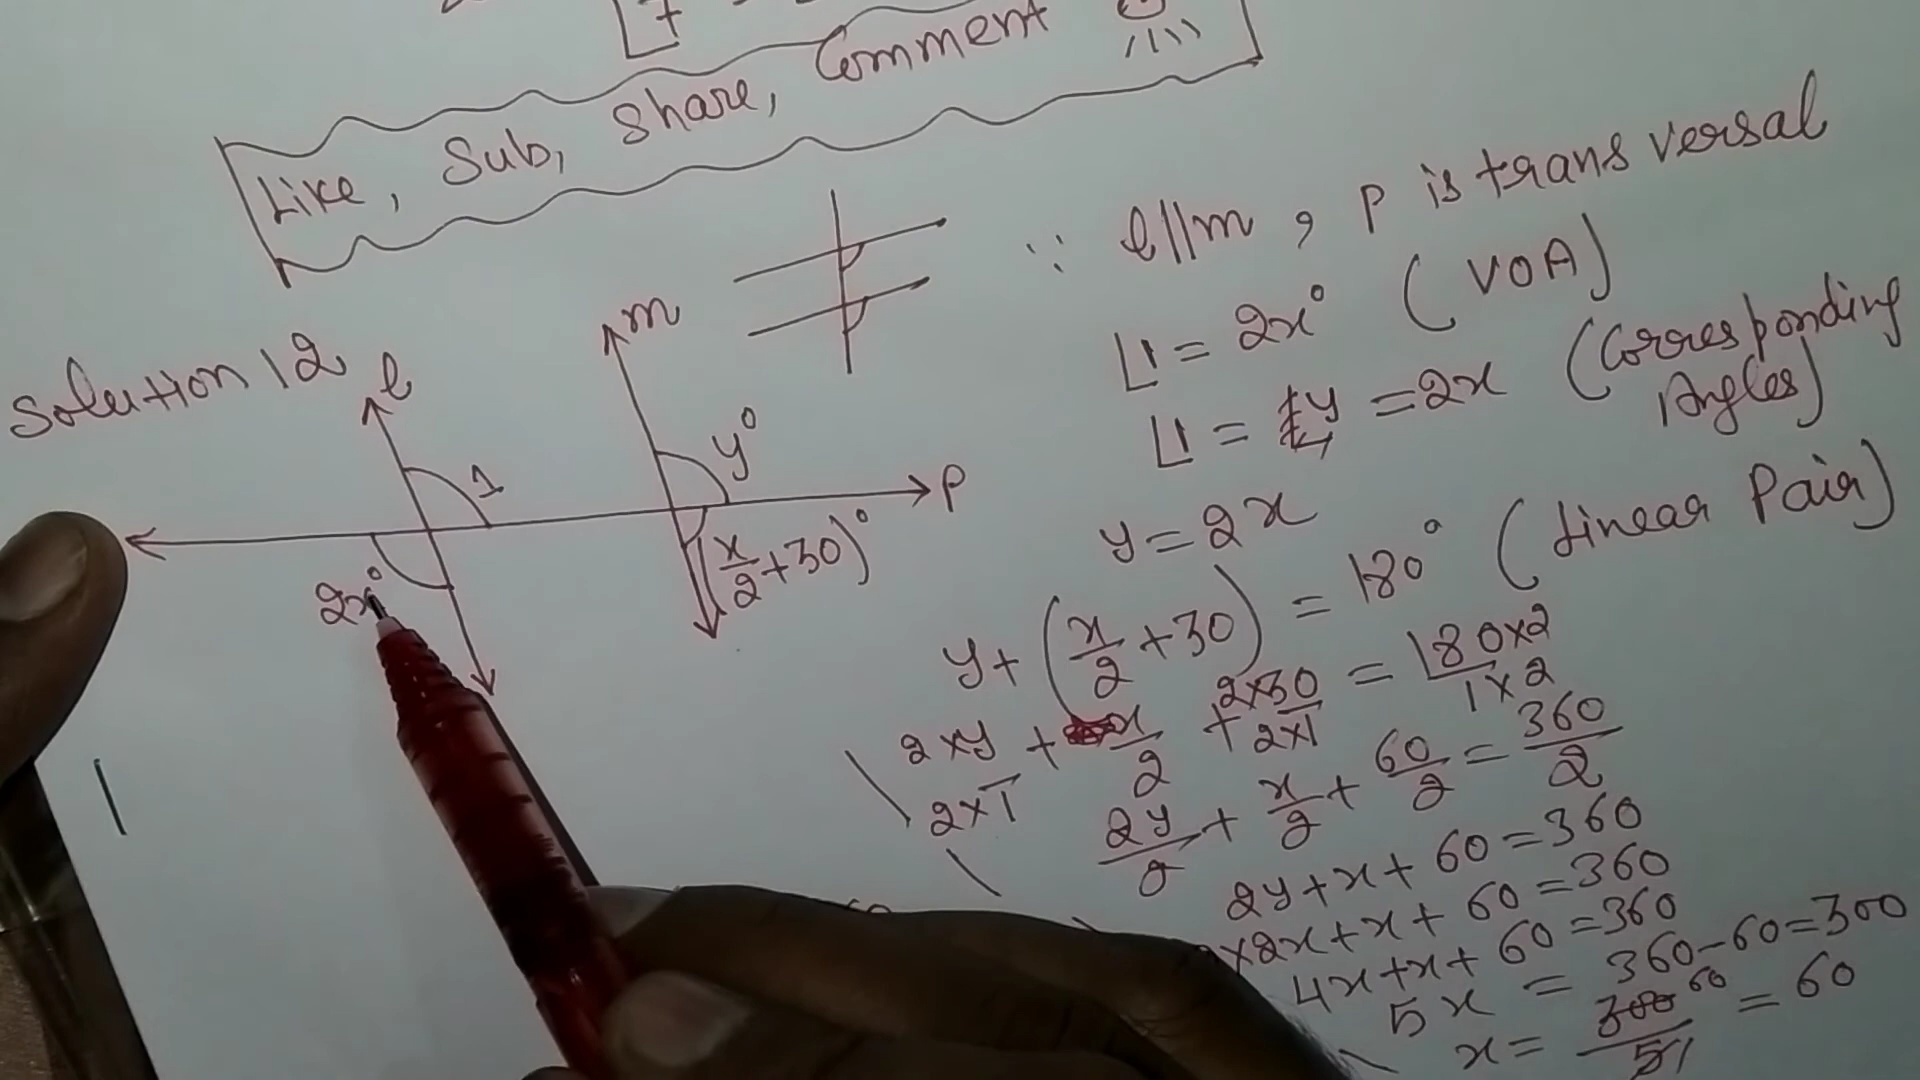 Like, Sub, Share, Comment
Solution 12
l
m
1
y°
P
2x°
(x/2+30)°
∵ l||m, P is transversal
∠1 = 2x° (VOA)
∠1 = y = 2x (Corresponding
Angles)
y = 2x
y + (x/2 + 30) = 180° (Linear Pair)
2×y/2×1 + x/2 + 2×30/2×1 = 180×2/1×2
2y/2 + x/2 + 60/2 = 360/2
2y + x + 60 = 360
×2x + x + 60 = 360
4x + x + 60 = 360
5x = 360 - 60 = 300
x = 300/5 = 60
60
1